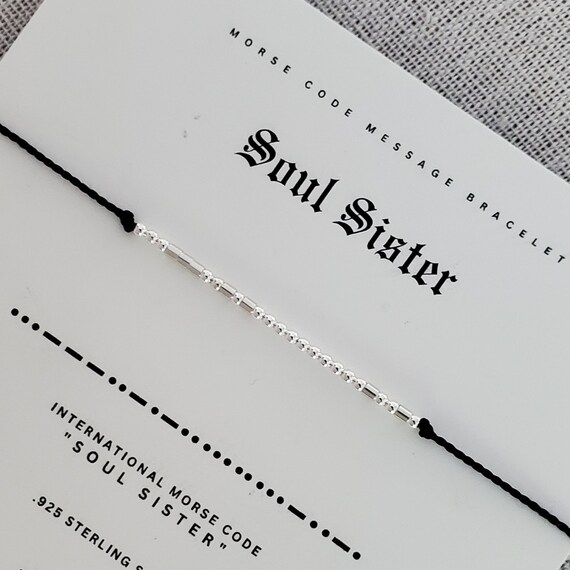 MORSE CODE MESSAGE BRACELET
Soul Sister
INTERNATIONAL MORSE CODE
"SOUL SISTER"
.925 STERLING